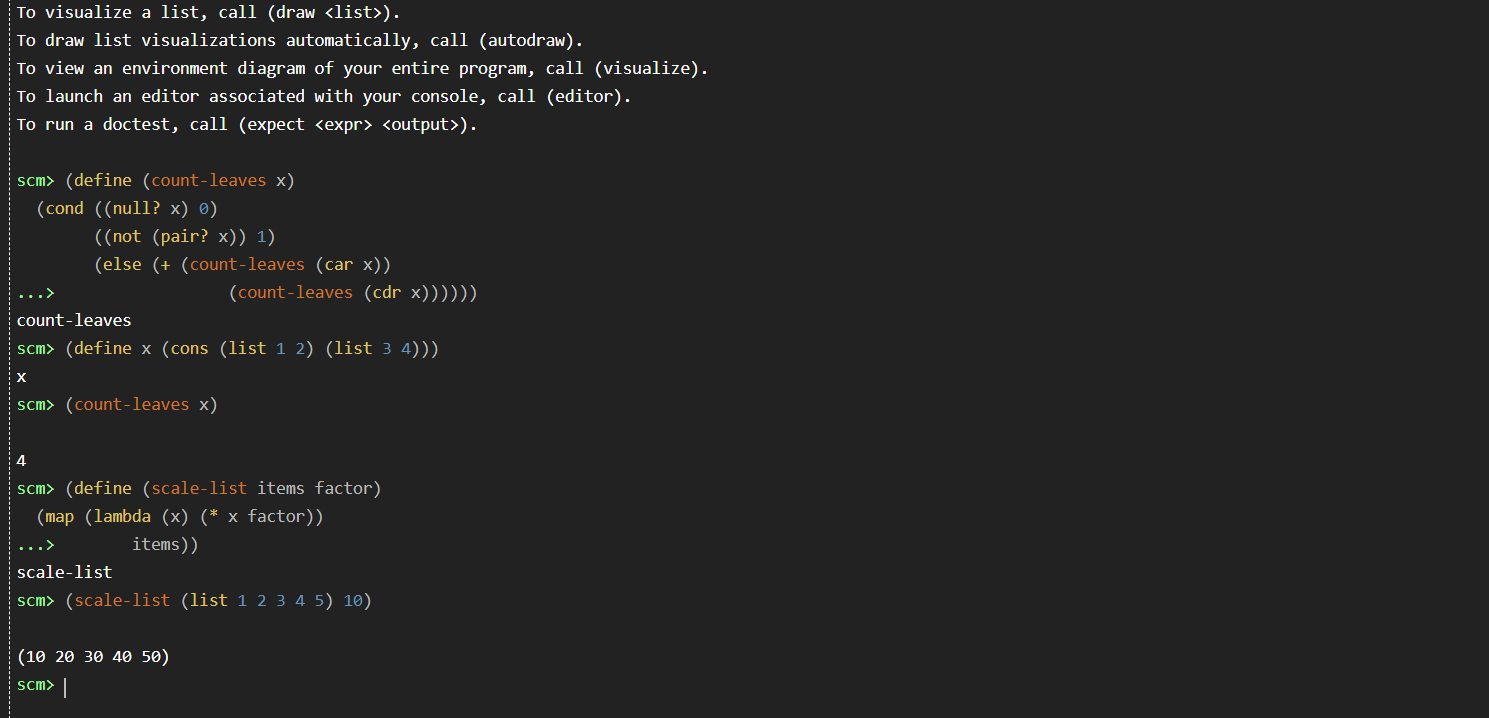 To visualize a list, call (draw <list>).
To draw list visualizations automatically, call (autodraw).
To view an environment diagram of your entire program, call (visualize).
To launch an editor associated with your console, call (editor).
To run a doctest, call (expect <expr> <output>).

scm> (define (count-leaves x)
  (cond ((null? x) 0)
        ((not (pair? x)) 1)
        (else (+ (count-leaves (car x))
...>                  (count-leaves (cdr x))))))
count-leaves
scm> (define x (cons (list 1 2) (list 3 4)))
x
scm> (count-leaves x)

4
scm> (define (scale-list items factor)
  (map (lambda (x) (* x factor))
...>        items))
scale-list
scm> (scale-list (list 1 2 3 4 5) 10)

(10 20 30 40 50)
scm>